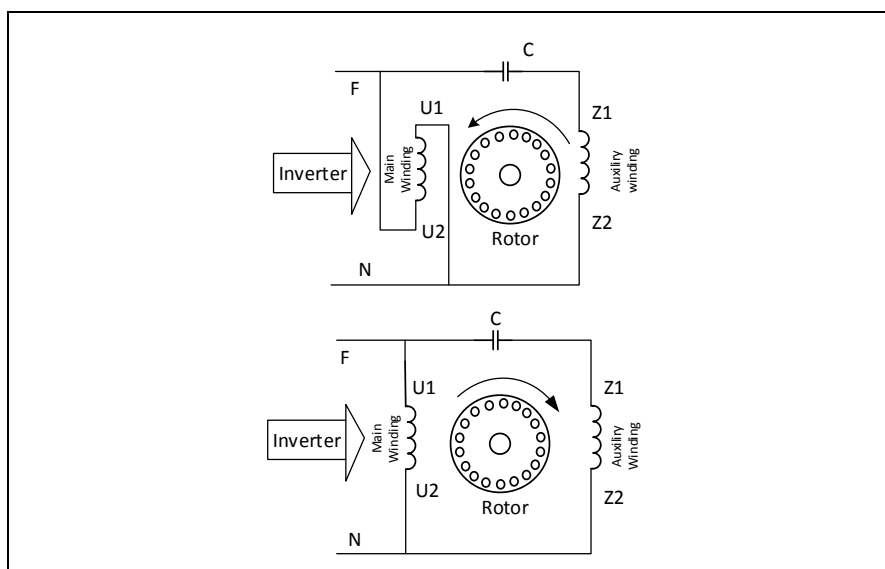 C
F
U1
Z1
Inverter
Main
Winding
Auxiliry
winding
U2
Z2
Rotor
N
C
F
U1
Z1
Inverter
Main
Winding
Auxiliry
Winding
U2
Z2
Rotor
N